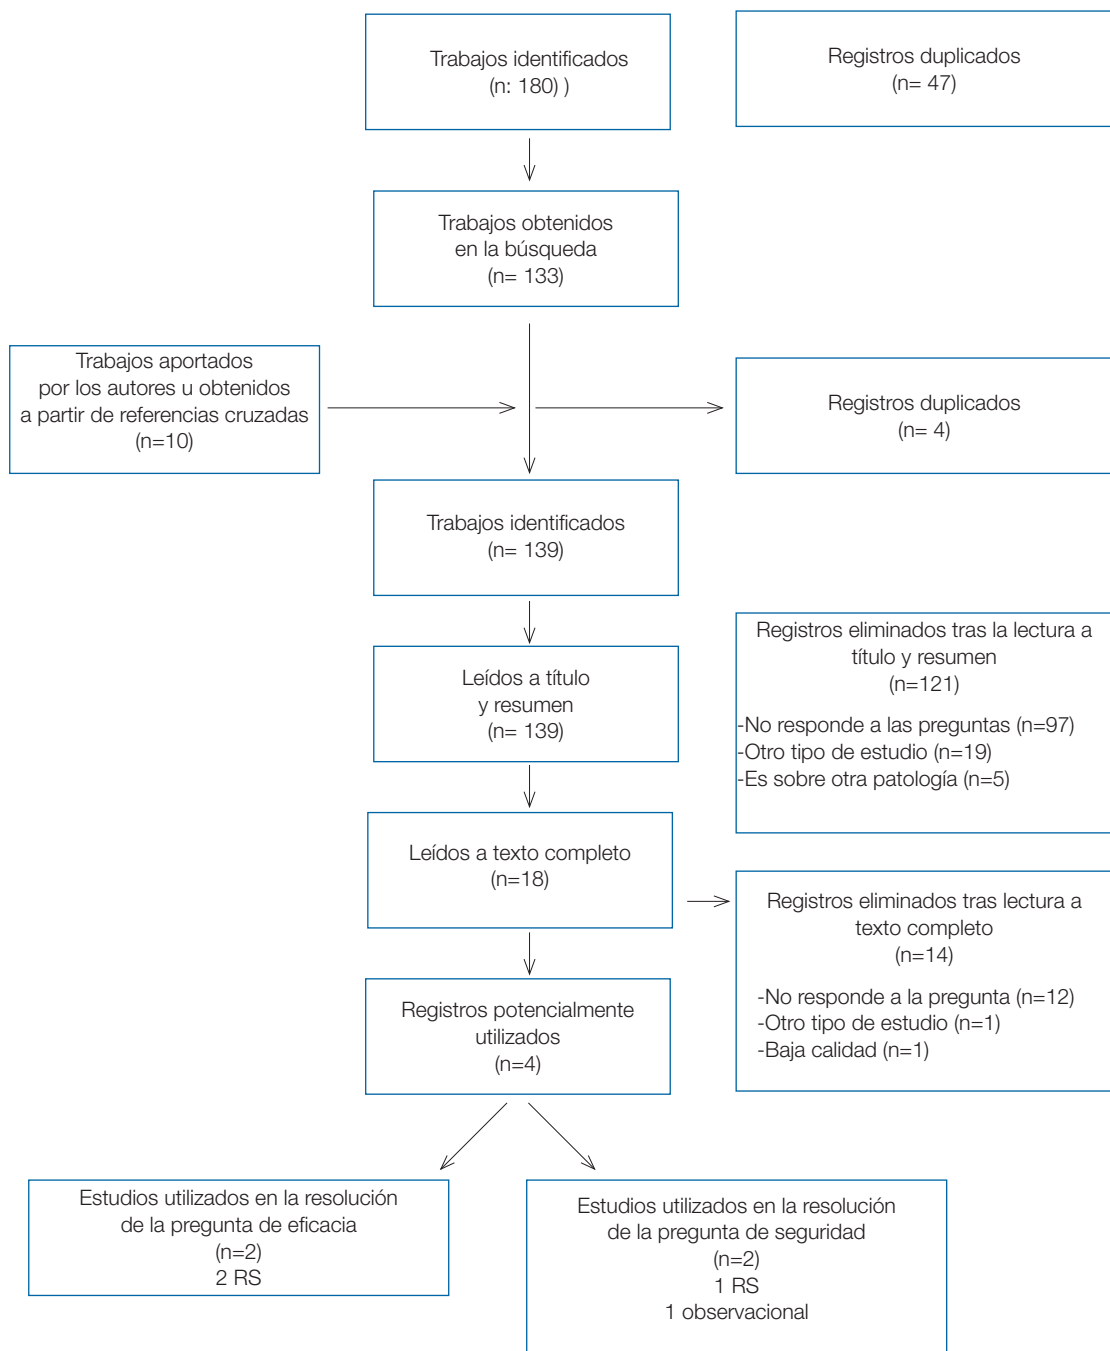 Trabajos identificados
(n: 180) )
Registros duplicados
(n= 47)
Trabajos obtenidos
en la búsqueda
(n= 133)
Trabajos aportados
por los autores u obtenidos
a partir de referencias cruzadas
(n=10)
Registros duplicados
(n= 4)
Trabajos identificados
(n= 139)
Leídos a título
y resumen
(n= 139)
Registros eliminados tras la lectura a
título y resumen
(n=121)
-No responde a las preguntas (n=97)
-Otro tipo de estudio (n=19)
-Es sobre otra patología (n=5)
Leídos a texto completo
(n=18)
Registros eliminados tras lectura a
texto completo
(n=14)
-No responde a la pregunta (n=12)
-Otro tipo de estudio (n=1)
-Baja calidad (n=1)
Registros potencialmente
utilizados
(n=4)
Estudios utilizados en la resolución
de la pregunta de eficacia
(n=2)
2 RS
Estudios utilizados en la resolución
de la pregunta de seguridad
(n=2)
1 RS
1 observacional